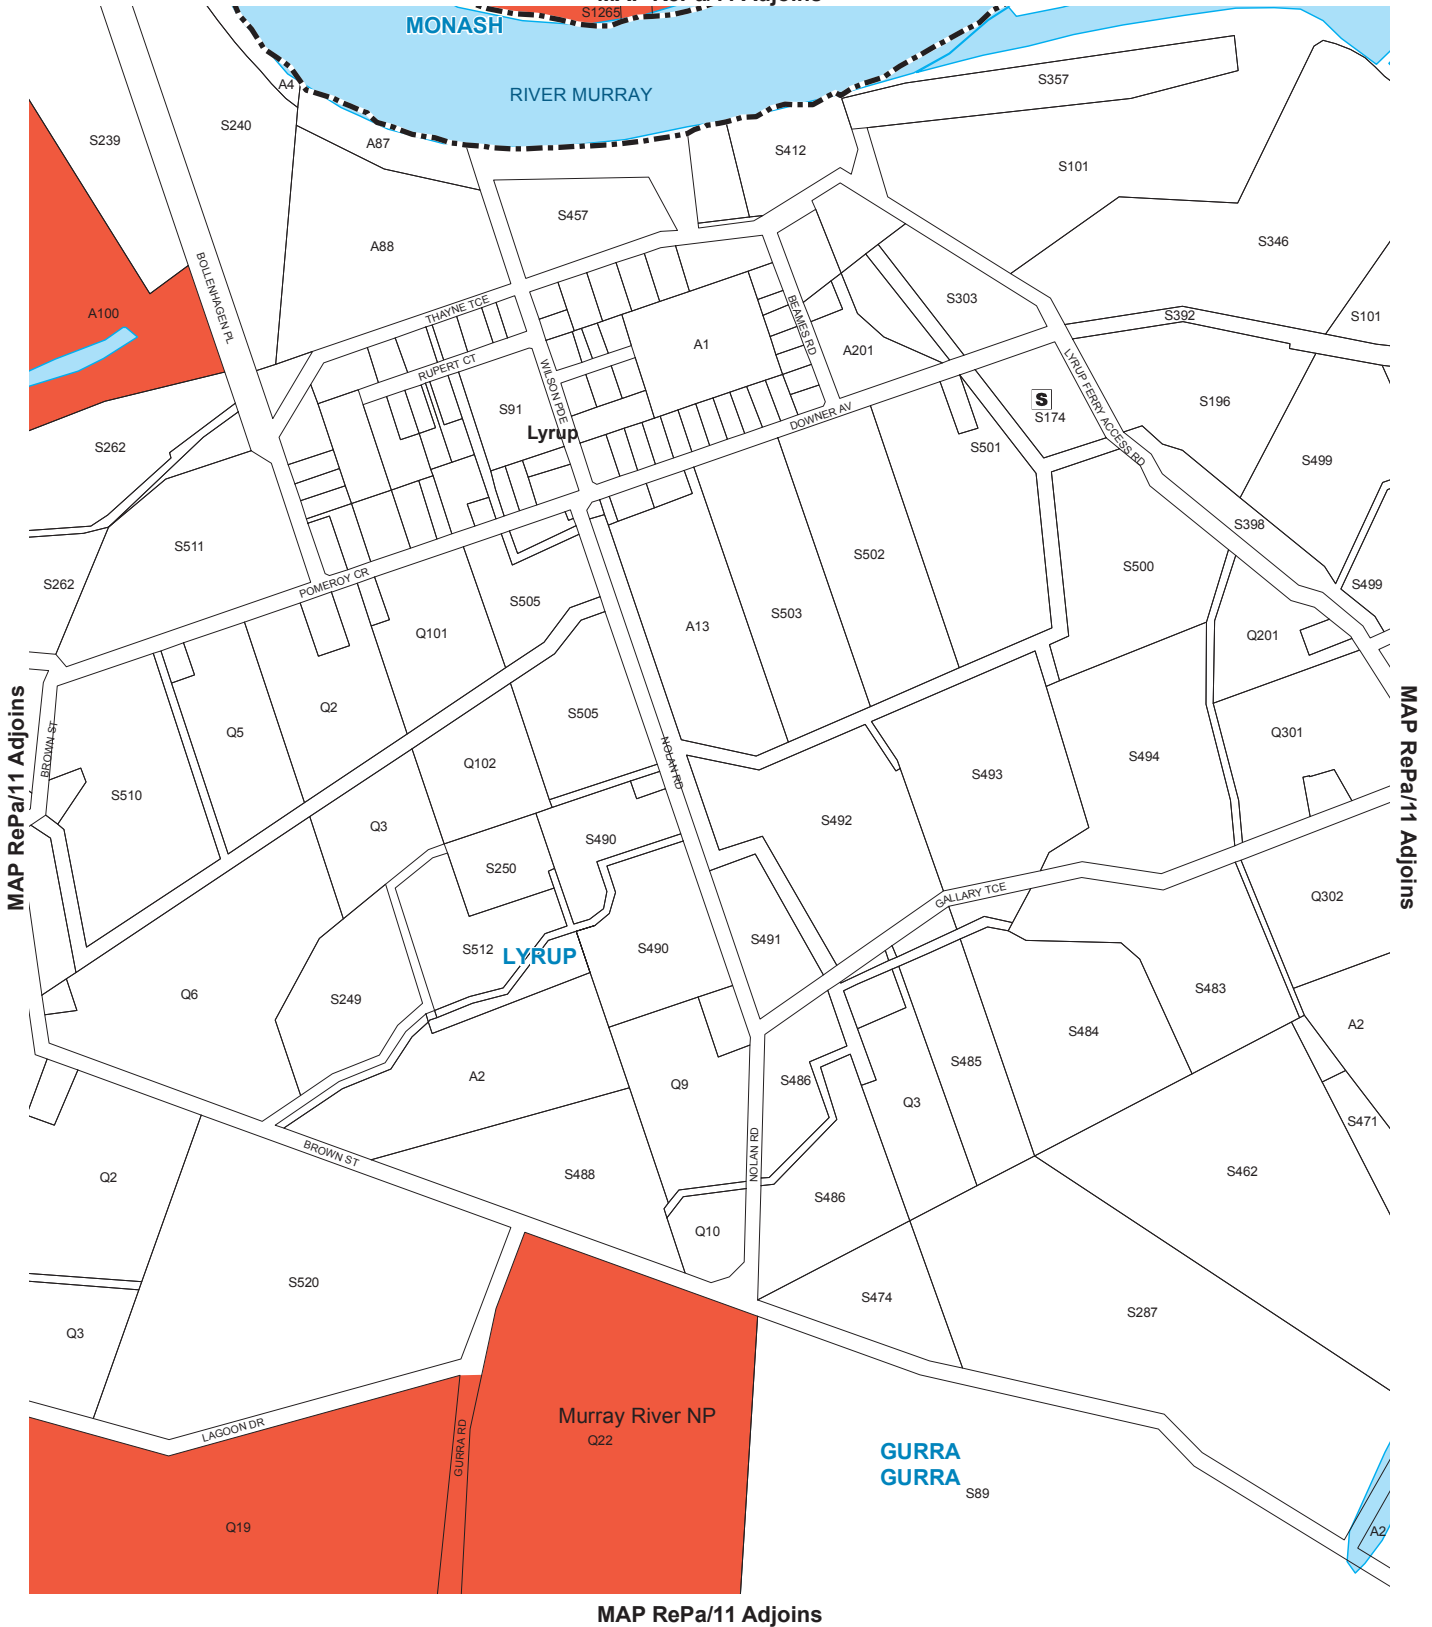 MAP RePa/11 Adjoins
S1265
MONASH
RIVER MURRAY
S357
A4
S239
S240
A87
S412
S101
S457
A88
S346
BOLLENHAGEN PL
THAYNE TCE
BEAMES RD
S303
A100
S392
S101
A1
A201
RUPERT CT
WILSON PDE
LYRUP FERRY ACCESS RD
S91
S
S174
S196
DOWNER AV
Lyrup
S262
S501
S499
S511
S398
S502
S500
S262
POMEROY CR
S499
S505
A13
S503
Q101
Q201
Q2
S505
Q5
Q301
MAP RePa/11 Adjoins
BROWN ST
NOLAN RD
Q102
S494
S493
MAP RePa/11 Adjoins
S510
Q3
S492
S490
S250
GALLARY TCE
Q302
S512
LYRUP
S490
S491
Q6
S249
S483
S484
A2
A2
Q9
S486
S485
Q3
S471
BROWN ST
NOLAN RD
Q2
S488
S462
S486
Q10
S520
S474
S287
Q3
LAGOON DR
GURRA RD
Murray River NP
Q22
GURRA
GURRA
S89
Q19
A2
MAP RePa/11 Adjoins